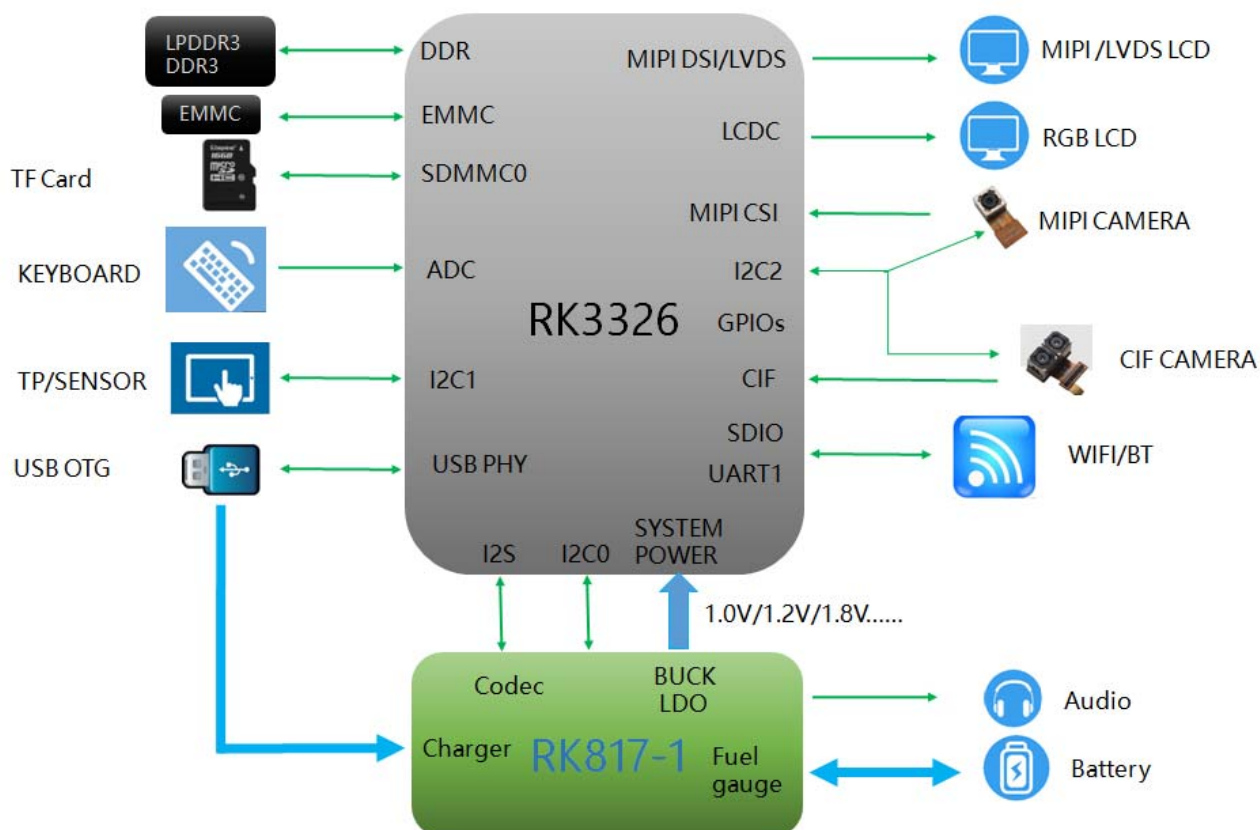 LPDDR3
DDR3
EMMC
TF Card
KEYBOARD
TP/SENSOR
USB OTG
DDR
EMMC
SDMMC0
ADC
I2C1
USB PHY
RK3326
MIPI DSI/LVDS
LCDC
MIPI CSI
I2C2
GPIOs
CIF
SDIO
UART1
I2S
I2C0
SYSTEM
POWER
MIPI /LVDS LCD
RGB LCD
MIPI CAMERA
CIF CAMERA
WIFI/BT
1.0V/1.2V/1.8V......
Codec
BUCK
LDO
Charger
RK817-1
Fuel
gauge
Audio
Battery